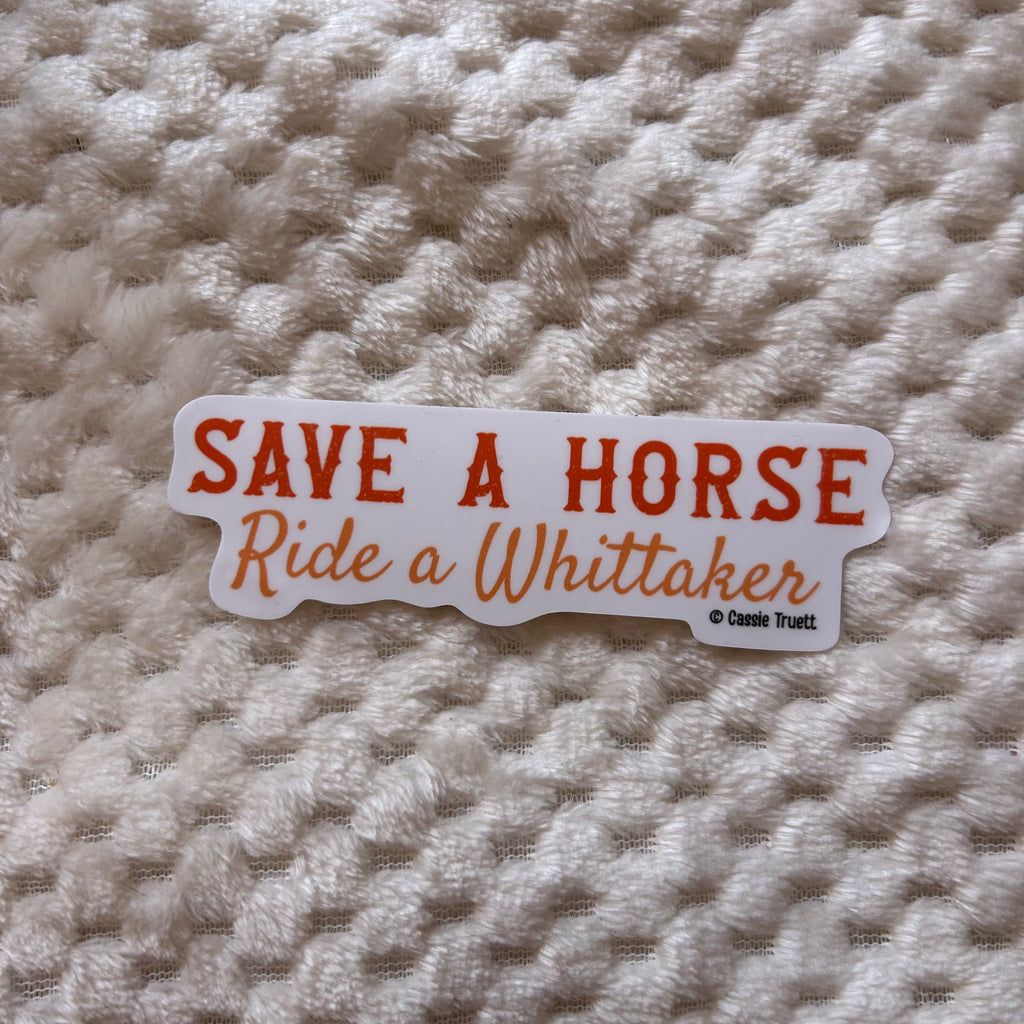 SAVE A HORSE
Ride a Whittaker
© Cassie Truett